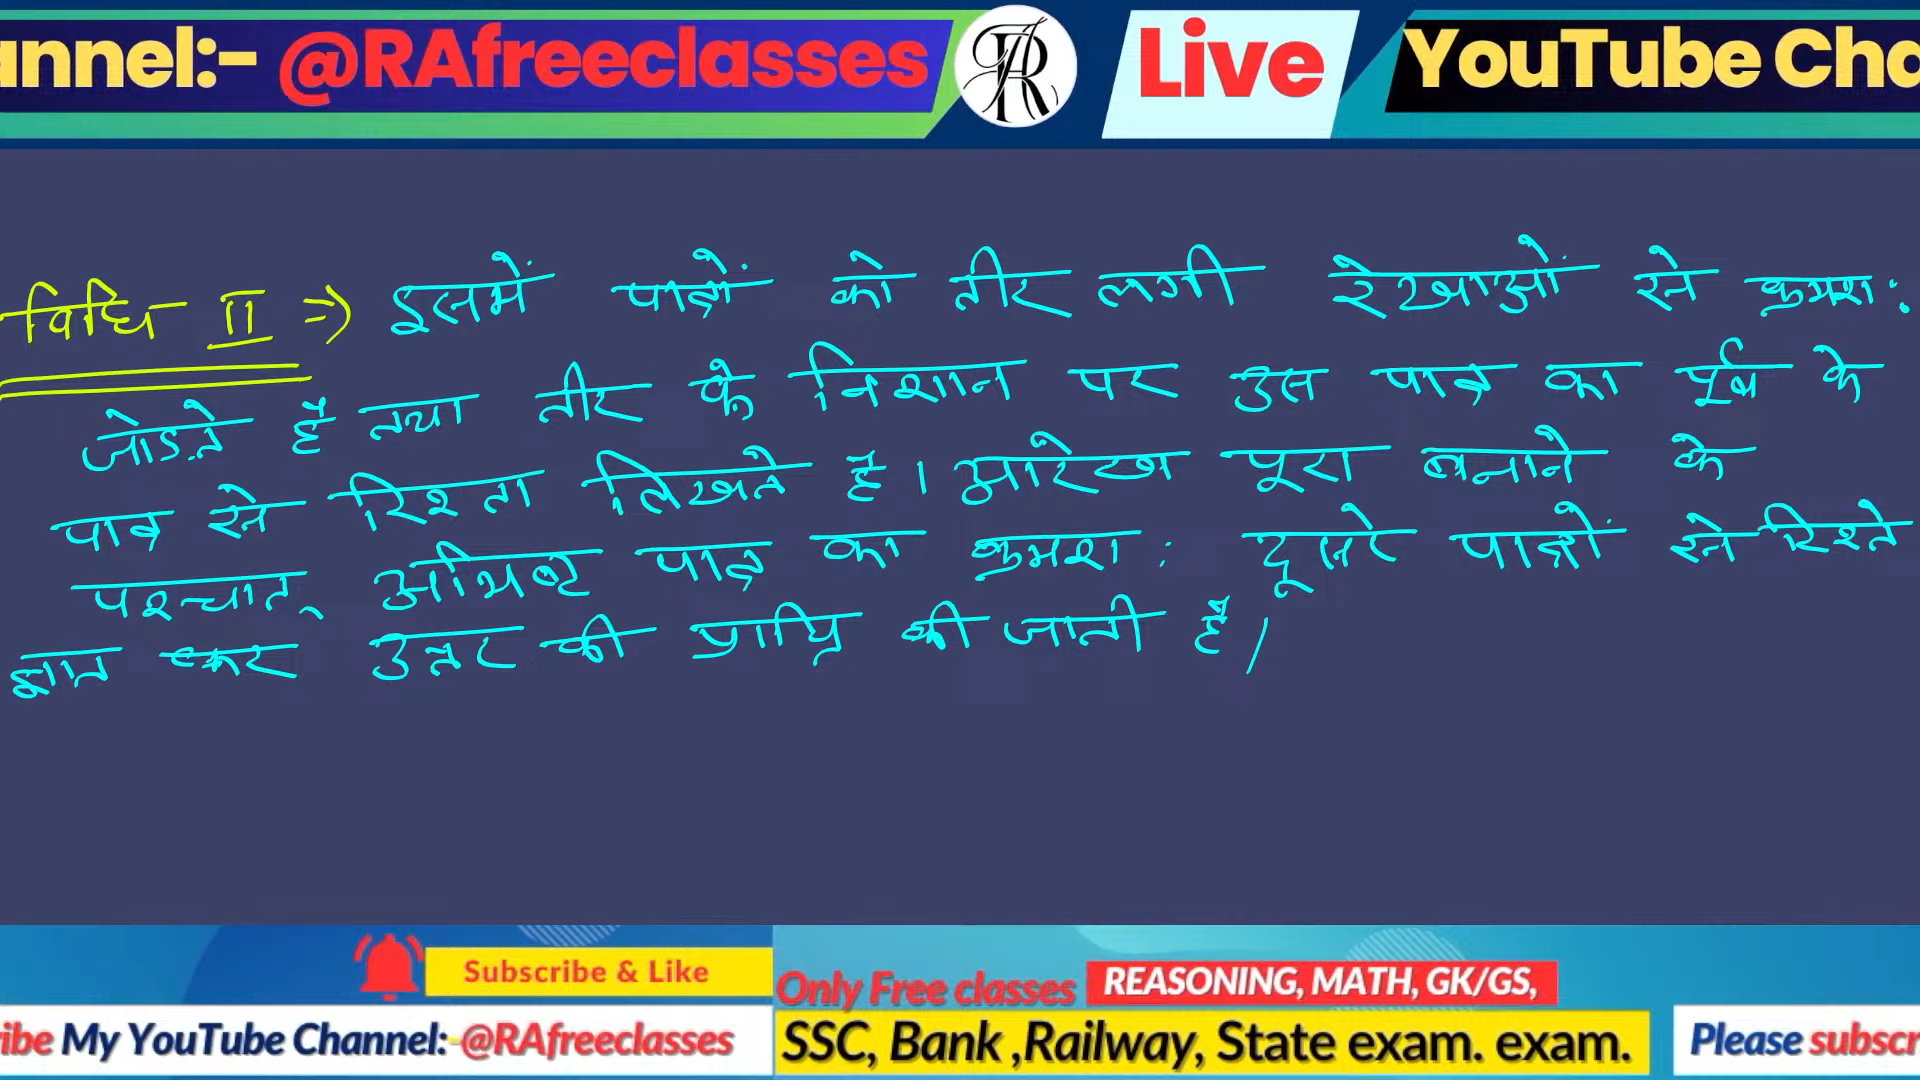 annel:- @RAfreeclasses
Live
YouTube Cha
विधि II => इसमें पात्रों को तीर लगी रेखाओं से क्रमश:
जोड़ते है तथा तीर के निशान पर उस पात्र का पूर्व के
पात्र से रिश्ता लिखते है। आरेख पूरा बनाने के
पश्चात् अभिष्ट पात्र का क्रमश: दूसरे पात्रों से रिश्ते
ज्ञात कर उत्तर की प्राप्ति की जाती है।
Subscribe & Like
Only Free classes REASONING, MATH, GK/GS,
ribe My YouTube Channel:-@RAfreeclasses
SSC, Bank ,Railway, State exam. exam.
Please subscr